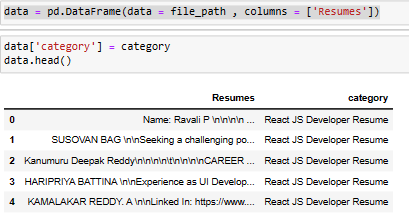 data = pd.DataFrame(data = file_path , columns = ['Resumes'])
data['category'] = category
data.head()
Resumes category
0 Name: Ravali P \n\n\n\n ... React JS Developer Resume
1 SUSOVAN BAG \n\nSeeking a challenging po... React JS Developer Resume
2 Kanumuru Deepak Reddy\n\n\n\n\t\n\n\n\nCAREER ... React JS Developer Resume
3 HARIPRIYA BATTINA \n\nExperience as UI Develop... React JS Developer Resume
4 KAMALAKAR REDDY. A \n\nLinked In: https://www.... React JS Developer Resume